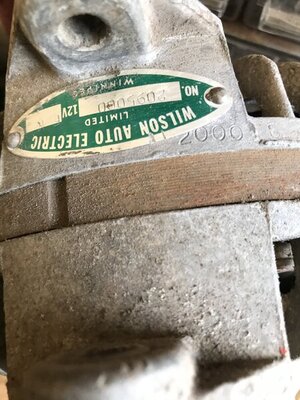 WILSON AUTO ELECTRIC
LIMITED
WINNIPEG
NO.
12V
2000